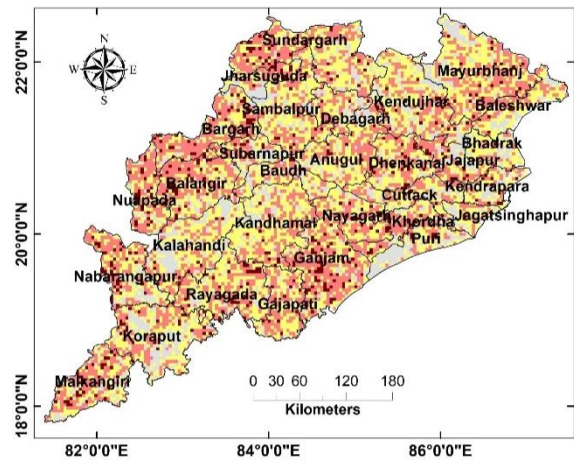 N
W E
S
22°0'0"N
20°0'0"N
18°0'0"N
Sundargarh
Jharsuguda
Mayurbhanj
Sambalpur
Kendujhar
Baleshwar
Debagarh
Bargarh
Bhadrak
Subarnapur
Anugul
Dhenkanal
Jajapur
Baudh
Balangir
Kendrapara
Nuapada
Cuttack
Nayagarh
Khordha
Jagatsinghapur
Kandhamal
Puri
Kalahandi
Ganjam
Nabarangapur
Rayagada
Gajapati
Koraput
Malkangiri
0 30 60 120 180
Kilometers
82°0'0"E 84°0'0"E 86°0'0"E